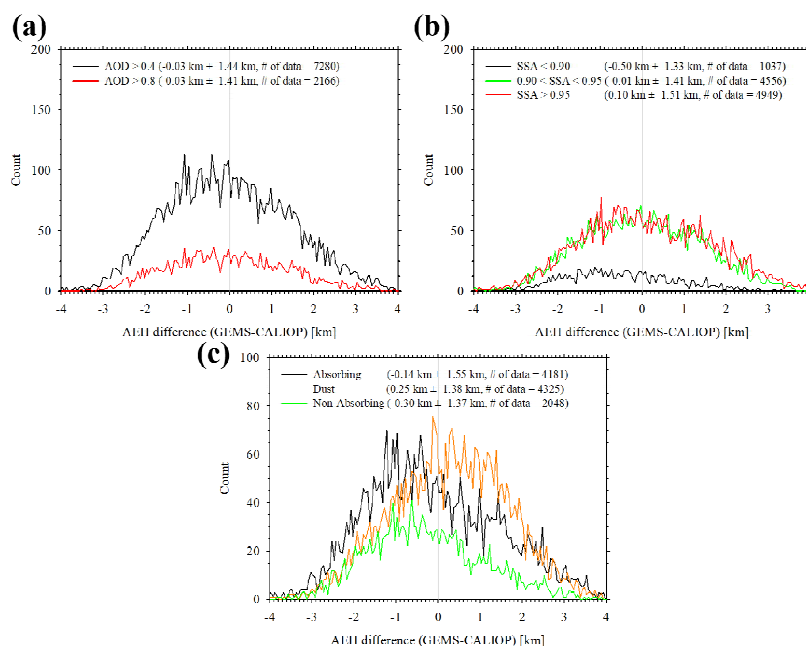 (a)
200
150
100
50
0
Count
AOD > 0.4 (-0.03 km ± 1.44 km, # of data 7280)
AOD > 0.8 ( 0.03 km ± 1.41 km, # of data = 2166)
-4 -3 -2 -1 0 1 2 3 4
AEH difference (GEMS-CALIOP) [km]
(b)
200
150
100
50
0
Count
SSA < 0.90 (-0.50 km + 1.33 km, # of data 1037)
0.90 < SSA < 0.95 ( 0.01 km ± 1.41 km, # of data = 4556)
SSA > 0.95 (0.10 km ± 1.51 km, # of data = 4949)
-4 -3 -2 -1 0 1 2 3
AEH difference (GEMS-CALIOP) [km]
(c)
100
80
60
40
20
0
Count
Absorbing (-0.14 km ± 1.55 km, # of data = 4181)
Dust (0.25 km ± 1.38 km, # of data = 4325)
Non-Absorbing ( 0.30 km ± 1.37 km, # of data 2048)
-4 -3 -2 -1 0 1 2 3 4
AEH difference (GEMS-CALIOP) [km]